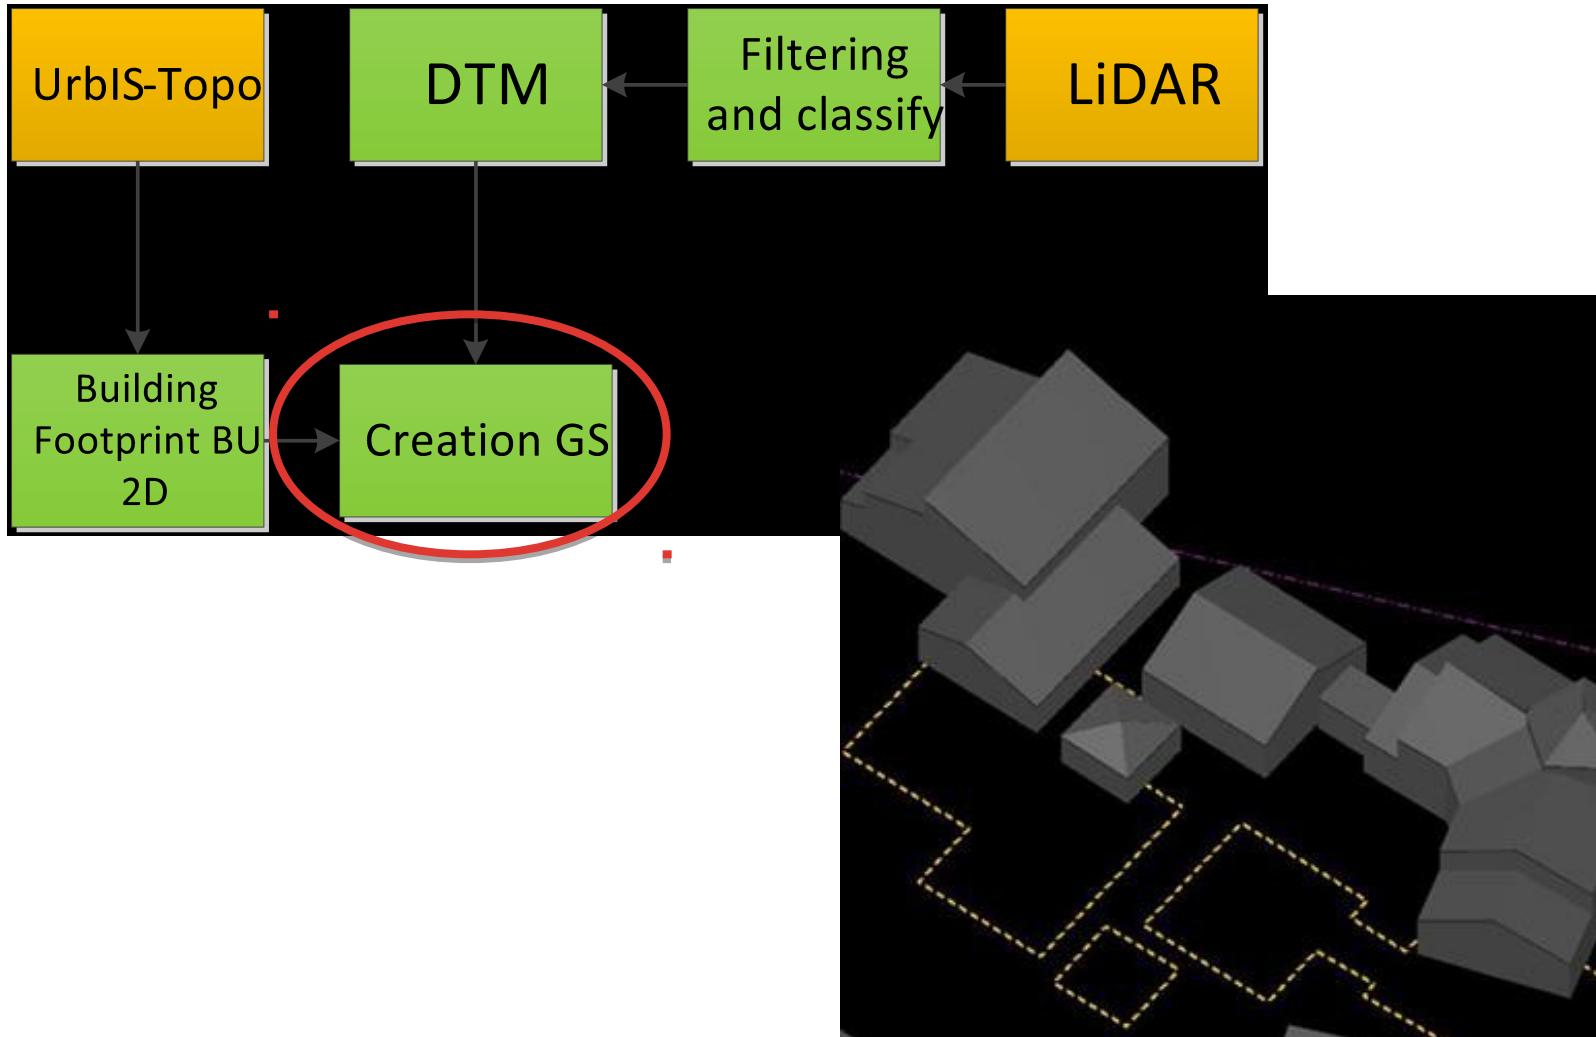 UrbIS-Topo
DTM
Filtering
and classify
LiDAR
Building
Footprint BU
2D
Creation GS